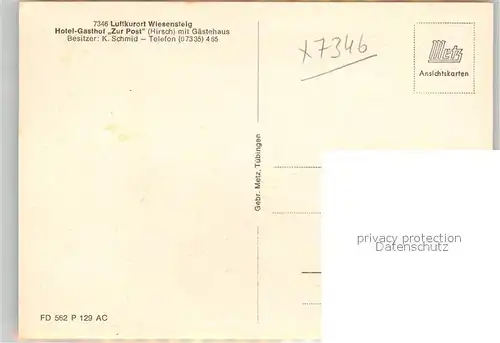 7346 Luftkurort Wiesensteig
Hotel-Gasthof „Zur Post" (Hirsch) mit Gästehaus
Besitzer: K. Schmid – Telefon (07335) 465
x7346
Metz
Ansichtskarten
Gebr. Metz, Tübingen
privacy protection
Datenschutz
FD 562 P 129 AC